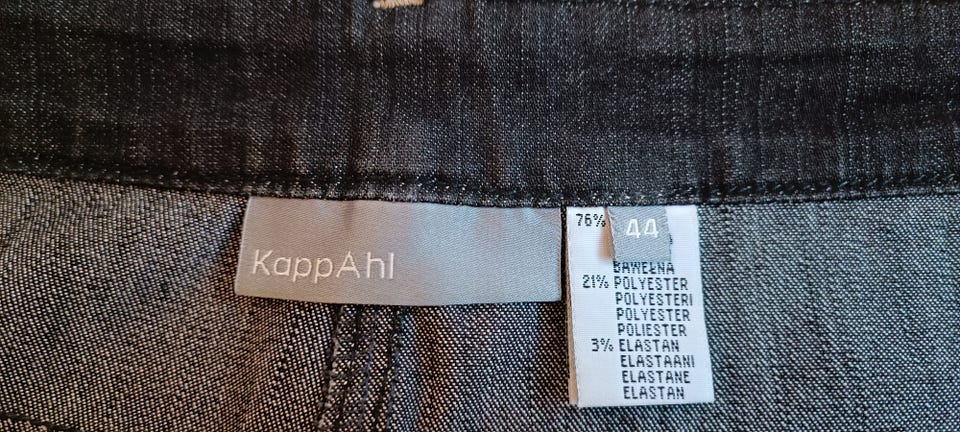 KappAhl
44
76%
BAWEŁNA
21% POLYESTER
POLYESTERI
POLYESTER
POLIESTER
3% ELASTAN
ELASTAANI
ELASTANE
ELASTAN